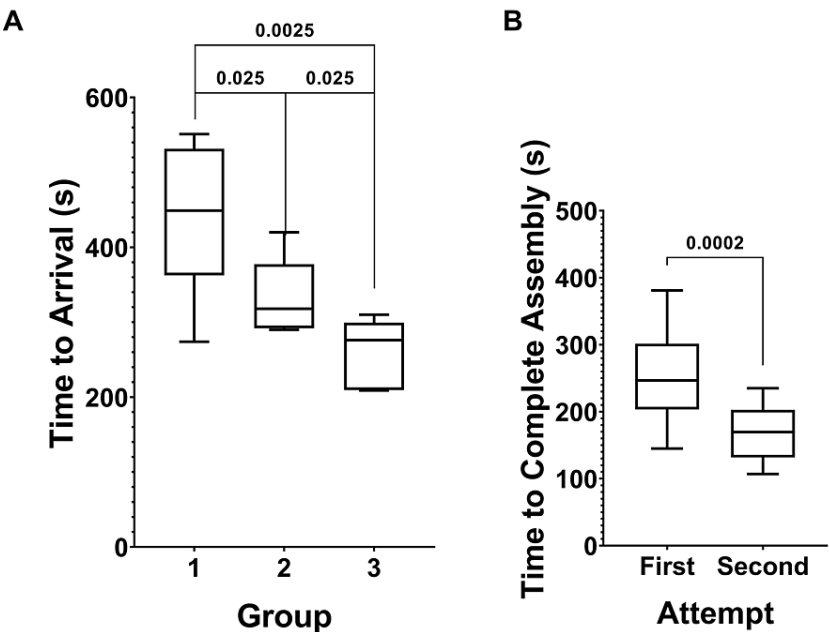 A
0.0025
0.025
0.025
600
400
200
0
Time to Arrival (s)
1
2
3
Group
B
0.0002
500
400
300
200
100
0
Time to Complete Assembly (s)
First
Second
Attempt